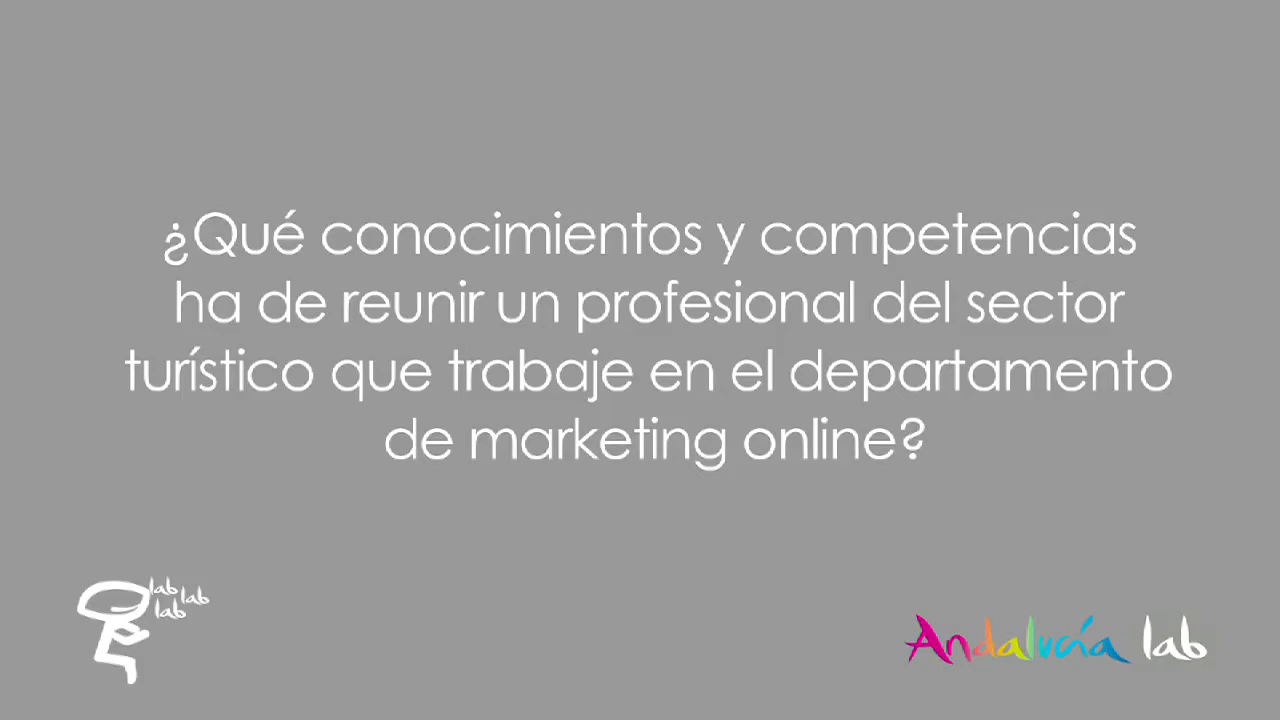 ¿Qué conocimientos y competencias
ha de reunir un profesional del sector
turístico que trabaje en el departamento
de marketing online?
lab
lab
lab
Andalucía lab